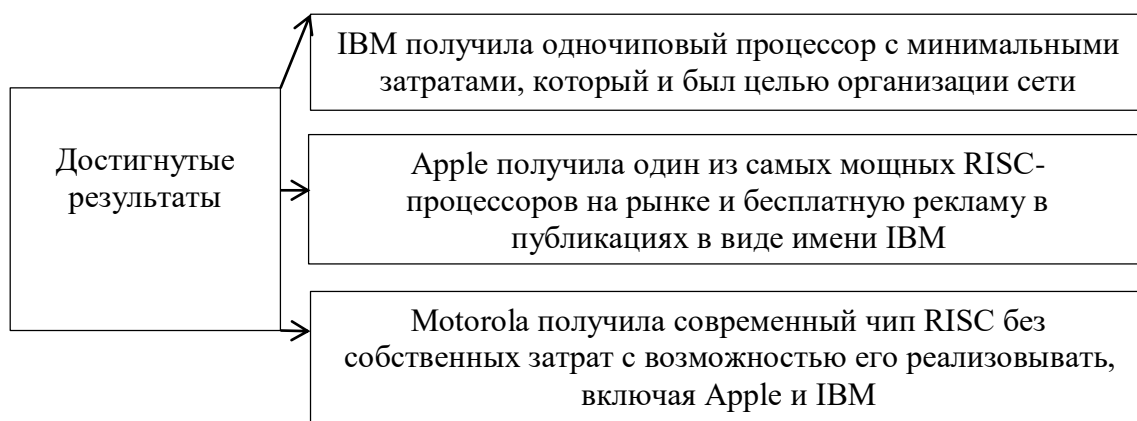 Достигнутые
результаты
IBM получила одночиповый процессор с минимальными
затратами, который и был целью организации сети
Apple получила один из самых мощных RISC-
процессоров на рынке и бесплатную рекламу в
публикациях в виде имени IBM
Motorola получила современный чип RISC без
собственных затрат с возможностью его реализовывать,
включая Apple и IBM